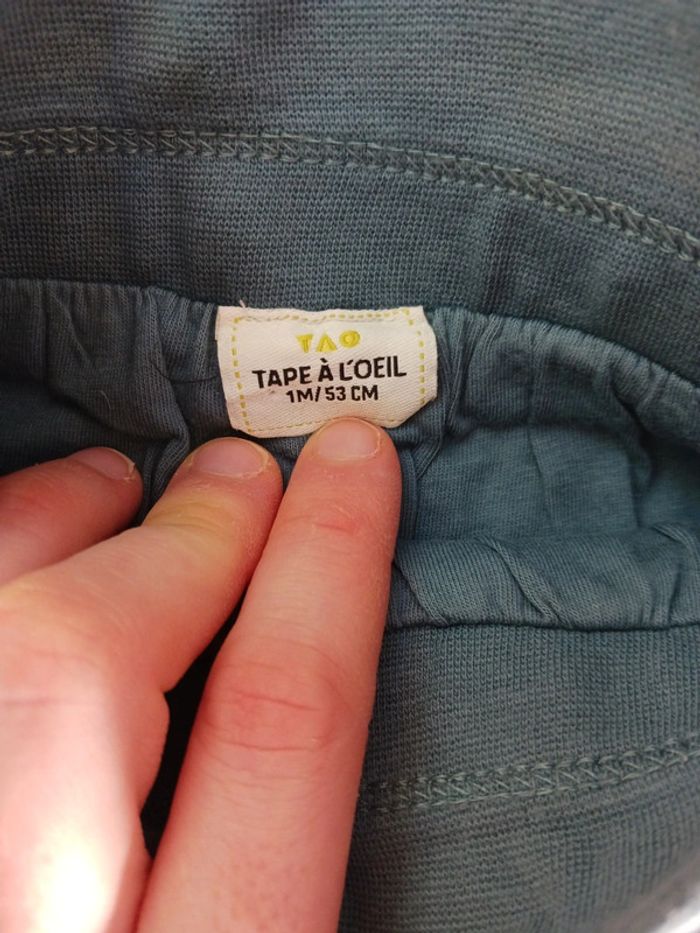 TAO
TAPE À L'OEIL
1M/53 CM